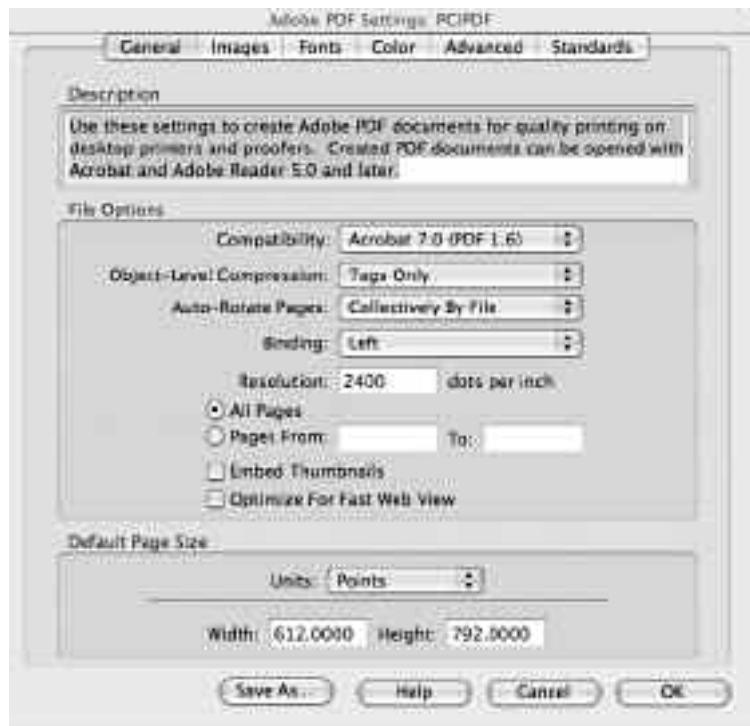 Adobe PDF Settings: PCIPDF
General Images Fonts Color Advanced Standards
Description
Use these settings to create Adobe PDF documents for quality printing on
desktop printers and proofers. Created PDF documents can be opened with
Acrobat and Adobe Reader 5.0 and later.
File Options
Compatibility: Acrobat 7.0 (PDF 1.6)
Object-Level Compression: Tags Only
Auto-Rotate Pages: Collectively By File
Binding: Left
Resolution: 2400 dots per inch
All Pages
Pages From: To:
Embed Thumbnails
Optimize For Fast Web View
Default Page Size
Units: Points
Width: 612.0000 Height: 792.0000
Save As... Help Cancel OK